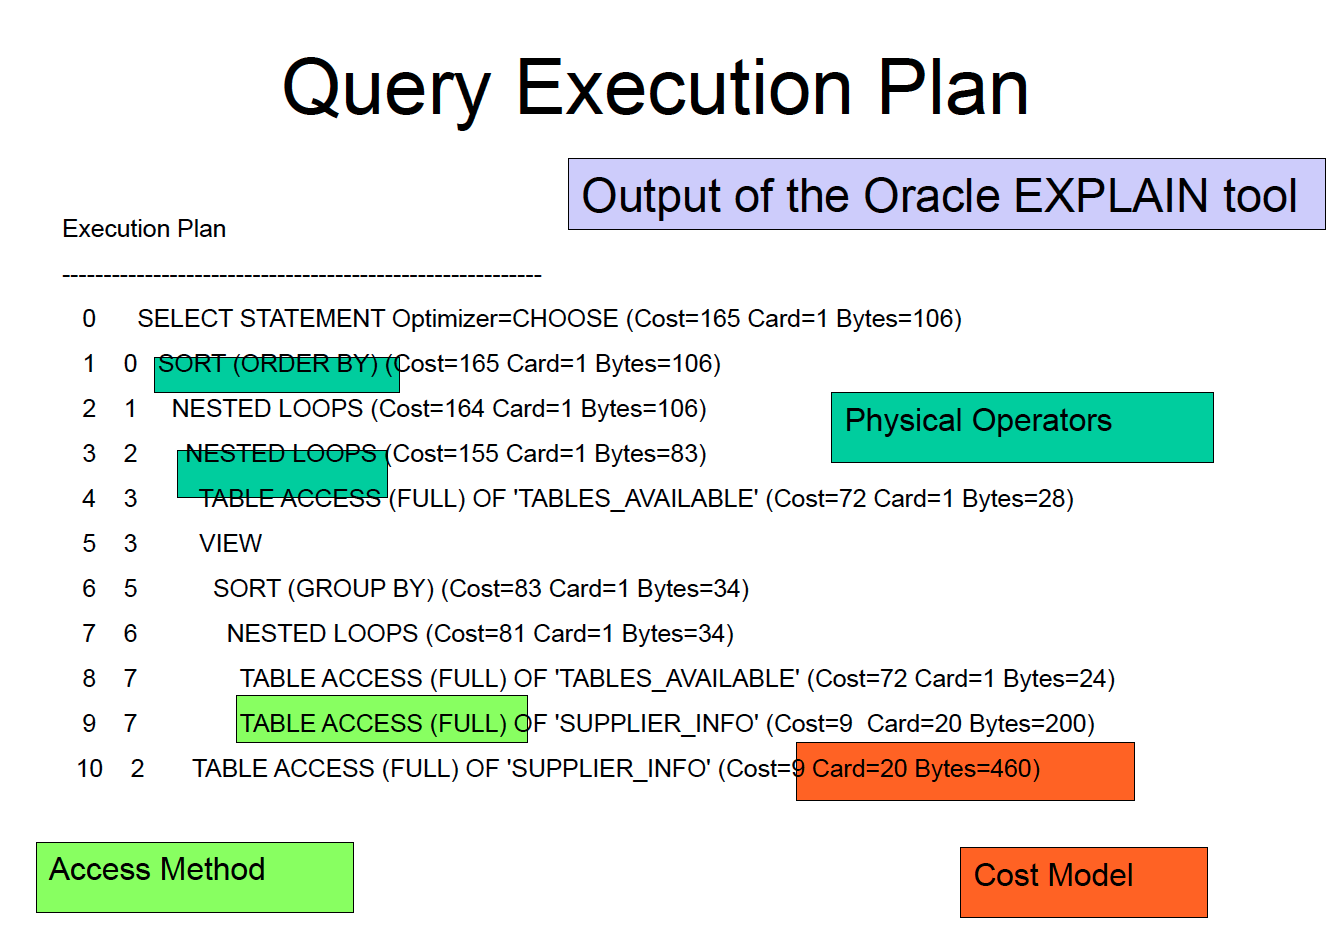 Query Execution Plan
Output of the Oracle EXPLAIN tool
Execution Plan
----------------------------------------------------------
0 SELECT STATEMENT Optimizer=CHOOSE (Cost=165 Card=1 Bytes=106)
1 0 SORT (ORDER BY) (Cost=165 Card=1 Bytes=106)
2 1 NESTED LOOPS (Cost=164 Card=1 Bytes=106)
Physical Operators
3 2 NESTED LOOPS (Cost=155 Card=1 Bytes=83)
4 3 TABLE ACCESS (FULL) OF 'TABLES_AVAILABLE' (Cost=72 Card=1 Bytes=28)
5 3 VIEW
6 5 SORT (GROUP BY) (Cost=83 Card=1 Bytes=34)
7 6 NESTED LOOPS (Cost=81 Card=1 Bytes=34)
8 7 TABLE ACCESS (FULL) OF 'TABLES_AVAILABLE' (Cost=72 Card=1 Bytes=24)
9 7 TABLE ACCESS (FULL) OF 'SUPPLIER_INFO' (Cost=9 Card=20 Bytes=200)
10 2 TABLE ACCESS (FULL) OF 'SUPPLIER_INFO' (Cost=9 Card=20 Bytes=460)
Access Method
Cost Model